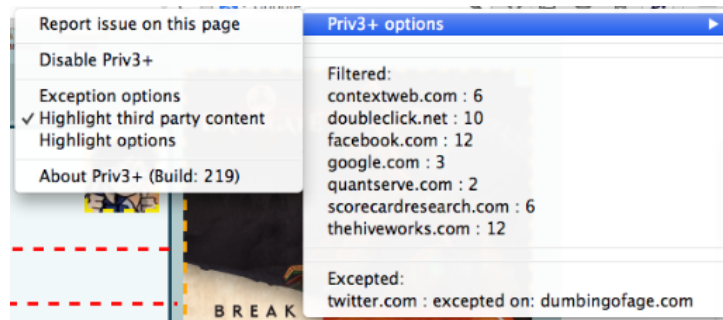 Report issue on this page
Disable Priv3+
Exception options
✓ Highlight third party content
Highlight options
About Priv3+ (Build: 219)
Priv3+ options
Filtered:
contextweb.com : 6
doubleclick.net : 10
facebook.com : 12
google.com : 3
quantserve.com : 2
scorecardresearch.com : 6
thehiveworks.com : 12
Excepted:
twitter.com : excepted on: dumbingofage.com
BREAK